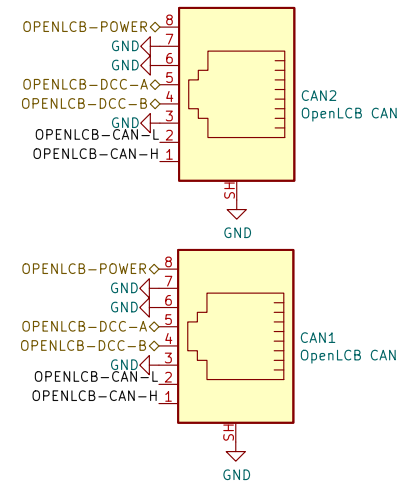 OPENLCB-POWER 8
GND 7
GND 6
OPENLCB-DCC-A 5
OPENLCB-DCC-B 4
GND 3
OPENLCB-CAN-L 2
OPENLCB-CAN-H 1
CAN2
OpenLCB CAN
SH
GND
OPENLCB-POWER 8
GND 7
GND 6
OPENLCB-DCC-A 5
OPENLCB-DCC-B 4
GND 3
OPENLCB-CAN-L 2
OPENLCB-CAN-H 1
CAN1
OpenLCB CAN
SH
GND